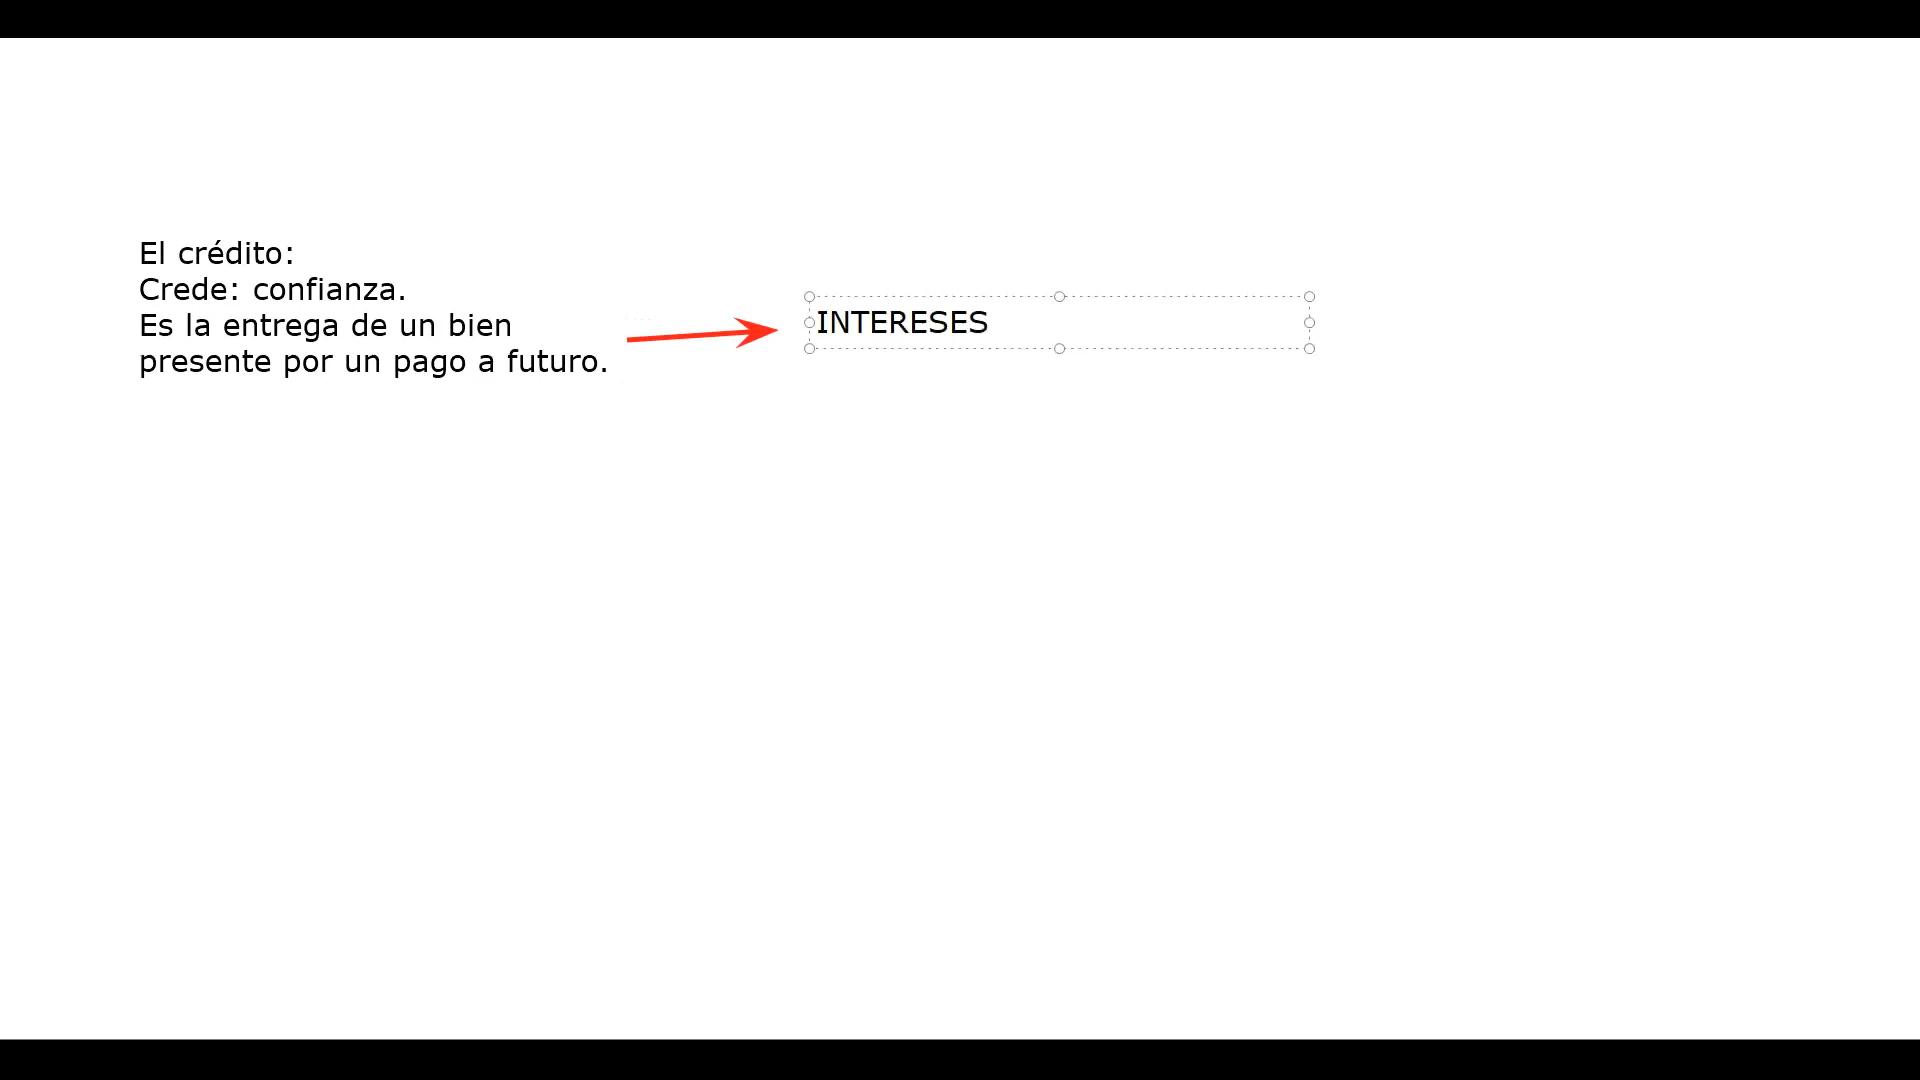 El crédito:
Crede: confianza.
Es la entrega de un bien
presente por un pago a futuro.
INTERESES